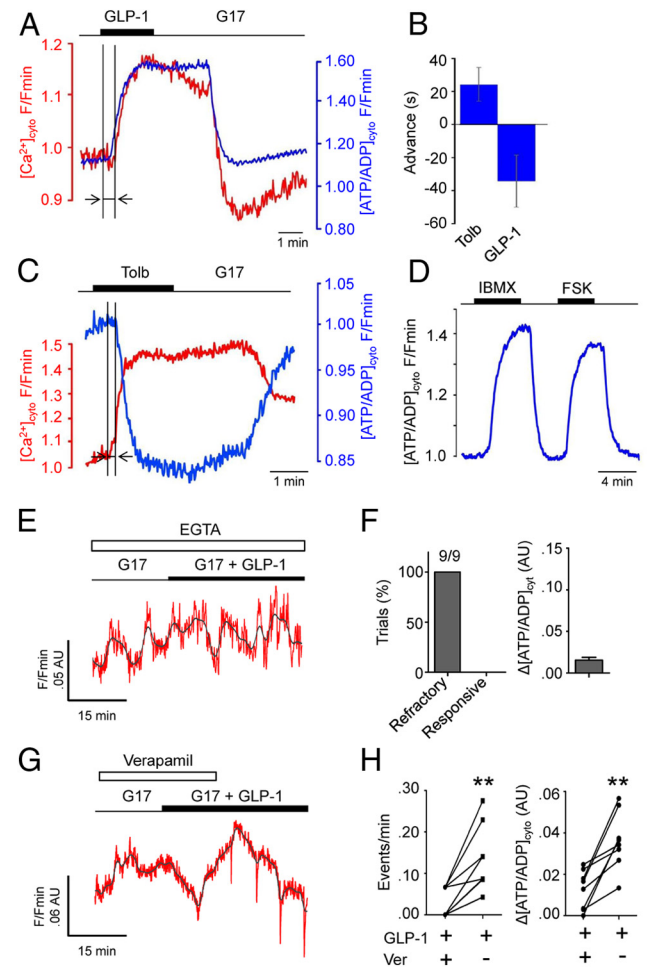 A
GLP-1 G17
[Ca²⁺]cyto F/Fmin
1.2
1.0
0.9
[ATP/ADP]cyto F/Fmin
1.60
1.40
1.20
1.10
1.00
0.80
1 min
B
Advance (s)
40
20
0
-20
-40
-60
Tolb
GLP-1
C
Tolb G17
[Ca²⁺]cyto F/Fmin
1.5
1.4
1.3
1.1
1.0
[ATP/ADP]cyto F/Fmin
1.05
1.00
0.95
0.90
0.85
1 min
D
IBMX FSK
[ATP/ADP]cyto F/Fmin
1.4
1.2
1.0
4 min
E
EGTA
G17 G17 + GLP-1
F/Fmin
.05 AU
15 min
F
9/9
Trials (%)
100
50
0
Refractory
Responsive
Δ[ATP/ADP]cyt (AU)
.15
.10
.05
.00
G
Verapamil
G17 G17 + GLP-1
F/Fmin
.06 AU
15 min
H
**
Events/min
.30
.20
.10
.00
**
Δ[ATP/ADP]cyto (AU)
.06
.04
.02
.00
GLP-1 + + + +
Ver + - + -